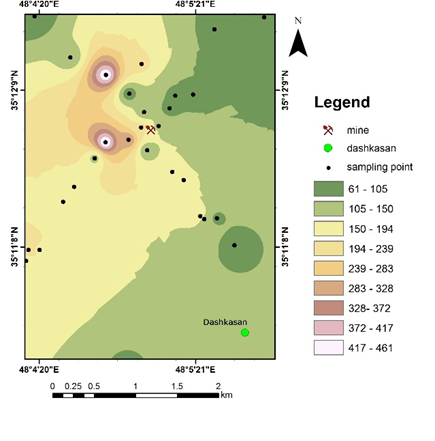 48°4'20"E
48°5'21"E
N
35°12'9"N
35°12'9"N
Legend
mine
dashkasan
sampling point
61 - 105
105 - 150
150 - 194
194 - 239
239 - 283
283 - 328
328- 372
372 - 417
417 - 461
35°11'8"N
35°11'8"N
Dashkasan
48°4'20"E
48°5'21"E
0 0.25 0.5 1 1.5 2
km